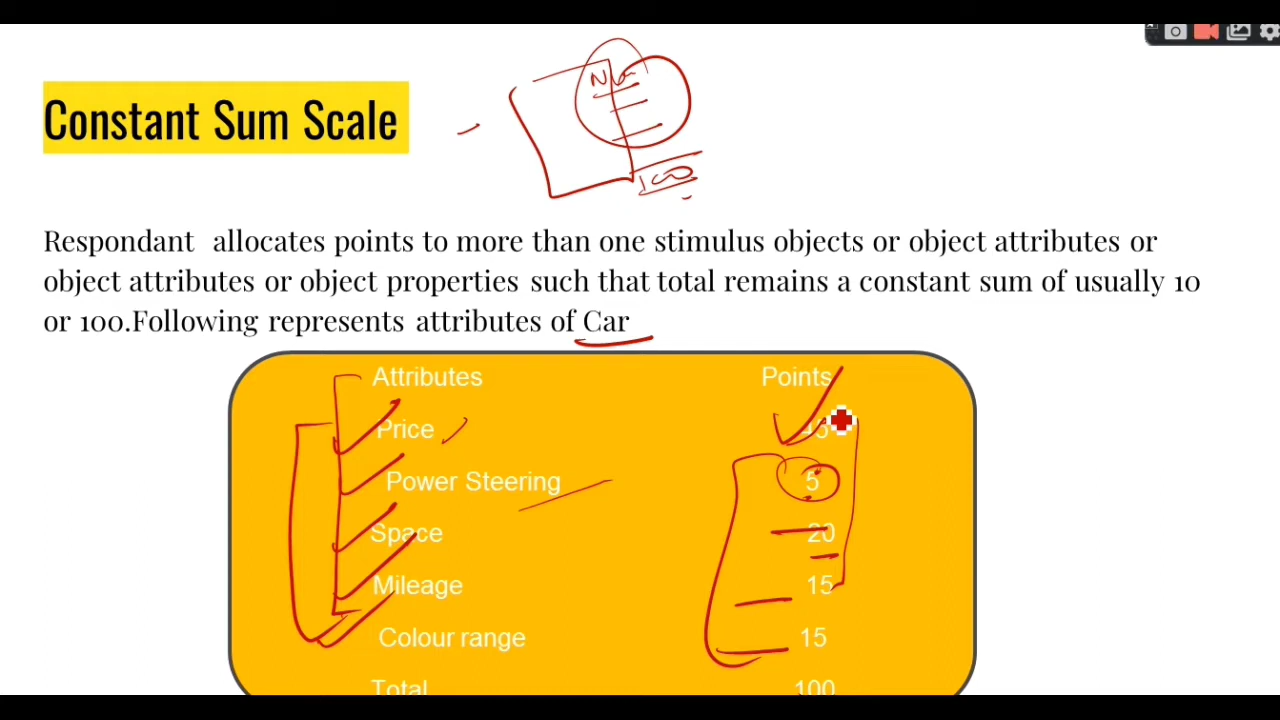 Constant Sum Scale
100
Respondant allocates points to more than one stimulus objects or object attributes or
object attributes or object properties such that total remains a constant sum of usually 10
or 100.Following represents attributes of Car
Attributes Points
Price 45
Power Steering 5
Space 20
Mileage 15
Colour range 15
Total 100